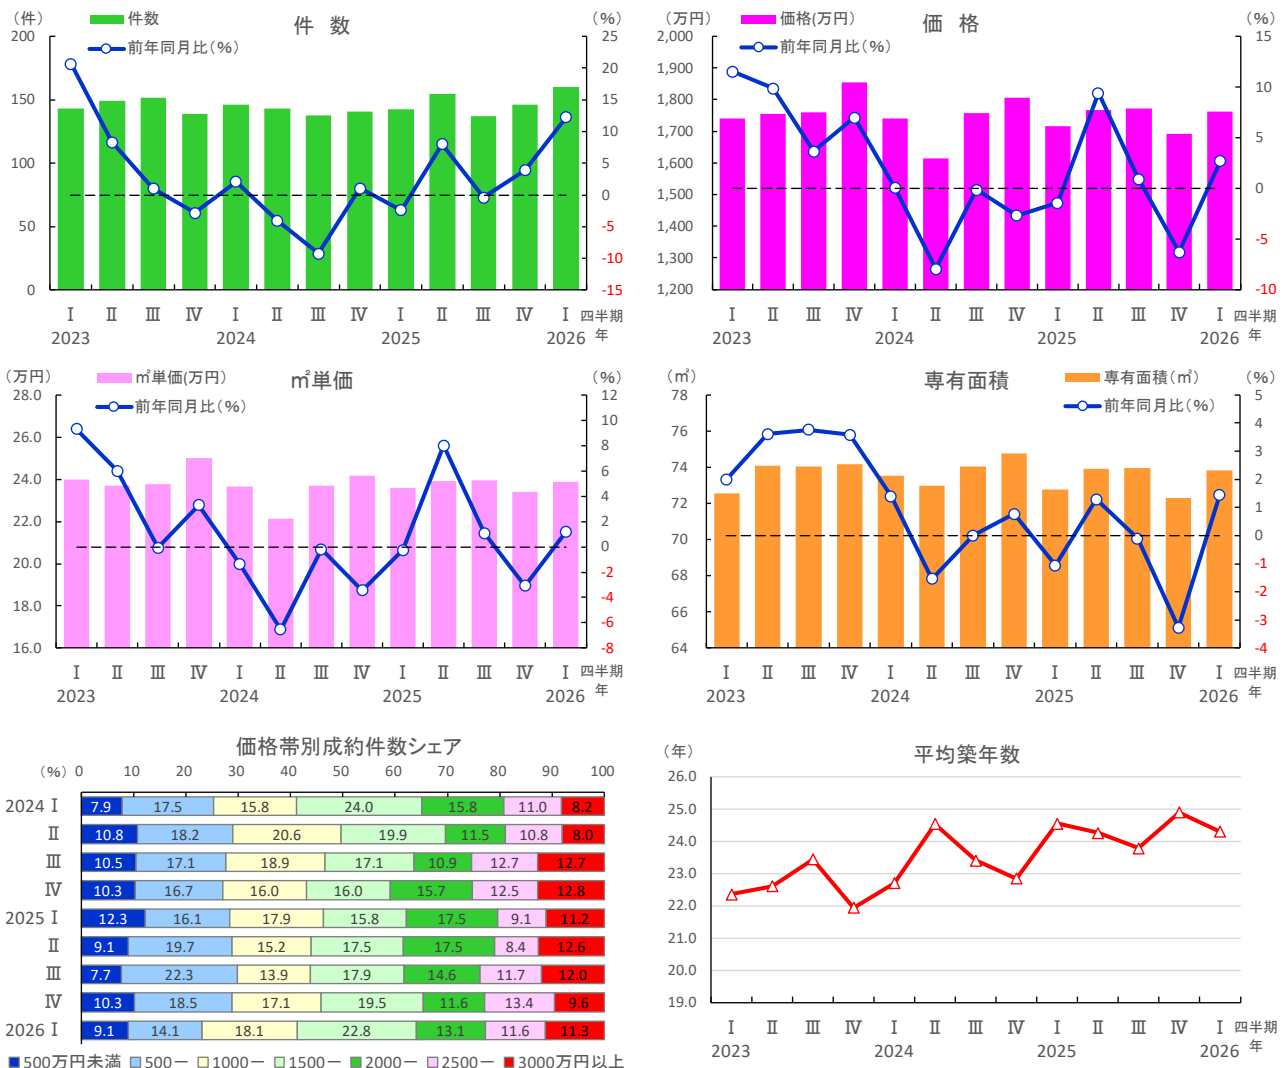 件 数
(件)
(%)
件数
前年同月比(%)
200
150
100
50
0
25
20
15
10
5
0
-5
-10
-15
Ⅰ Ⅱ Ⅲ Ⅳ Ⅰ Ⅱ Ⅲ Ⅳ Ⅰ Ⅱ Ⅲ Ⅳ Ⅰ 四半期
2023 2024 2025 2026 年
価 格
(万円)
(%)
価格(万円)
前年同月比(%)
2,000
1,900
1,800
1,700
1,600
1,500
1,400
1,300
1,200
15
10
5
0
-5
-10
Ⅰ Ⅱ Ⅲ Ⅳ Ⅰ Ⅱ Ⅲ Ⅳ Ⅰ Ⅱ Ⅲ Ⅳ Ⅰ 四半期
2023 2024 2025 2026 年
㎡単価
(万円)
(%)
㎡単価(万円)
前年同月比(%)
28.0
26.0
24.0
22.0
20.0
18.0
16.0
12
10
8
6
4
2
0
-2
-4
-6
-8
Ⅰ Ⅱ Ⅲ Ⅳ Ⅰ Ⅱ Ⅲ Ⅳ Ⅰ Ⅱ Ⅲ Ⅳ Ⅰ 四半期
2023 2024 2025 2026 年
専有面積
(㎡)
(%)
専有面積(㎡)
前年同月比(%)
78
76
74
72
70
68
66
64
5
4
3
2
1
0
-1
-2
-3
-4
Ⅰ Ⅱ Ⅲ Ⅳ Ⅰ Ⅱ Ⅲ Ⅳ Ⅰ Ⅱ Ⅲ Ⅳ Ⅰ 四半期
2023 2024 2025 2026 年
価格帯別成約件数シェア
(%) 0 10 20 30 40 50 60 70 80 90 100
2024 Ⅰ 7.9 17.5 15.8 24.0 15.8 11.0 8.2
Ⅱ 10.8 18.2 20.6 19.9 11.5 10.8 8.0
Ⅲ 10.5 17.1 18.9 17.1 10.9 12.7 12.7
Ⅳ 10.3 16.7 16.0 16.0 15.7 12.5 12.8
2025 Ⅰ 12.3 16.1 17.9 15.8 17.5 9.1 11.2
Ⅱ 9.1 19.7 15.2 17.5 17.5 8.4 12.6
Ⅲ 7.7 22.3 13.9 17.9 14.6 11.7 12.0
Ⅳ 10.3 18.5 17.1 19.5 11.6 13.4 9.6
2026 Ⅰ 9.1 14.1 18.1 22.8 13.1 11.6 11.3
500万円未満 500ー 1000ー 1500ー 2000ー 2500ー 3000万円以上
平均築年数
(年)
26.0
25.0
24.0
23.0
22.0
21.0
20.0
19.0
Ⅰ Ⅱ Ⅲ Ⅳ Ⅰ Ⅱ Ⅲ Ⅳ Ⅰ Ⅱ Ⅲ Ⅳ Ⅰ 四半期
2023 2024 2025 2026 年